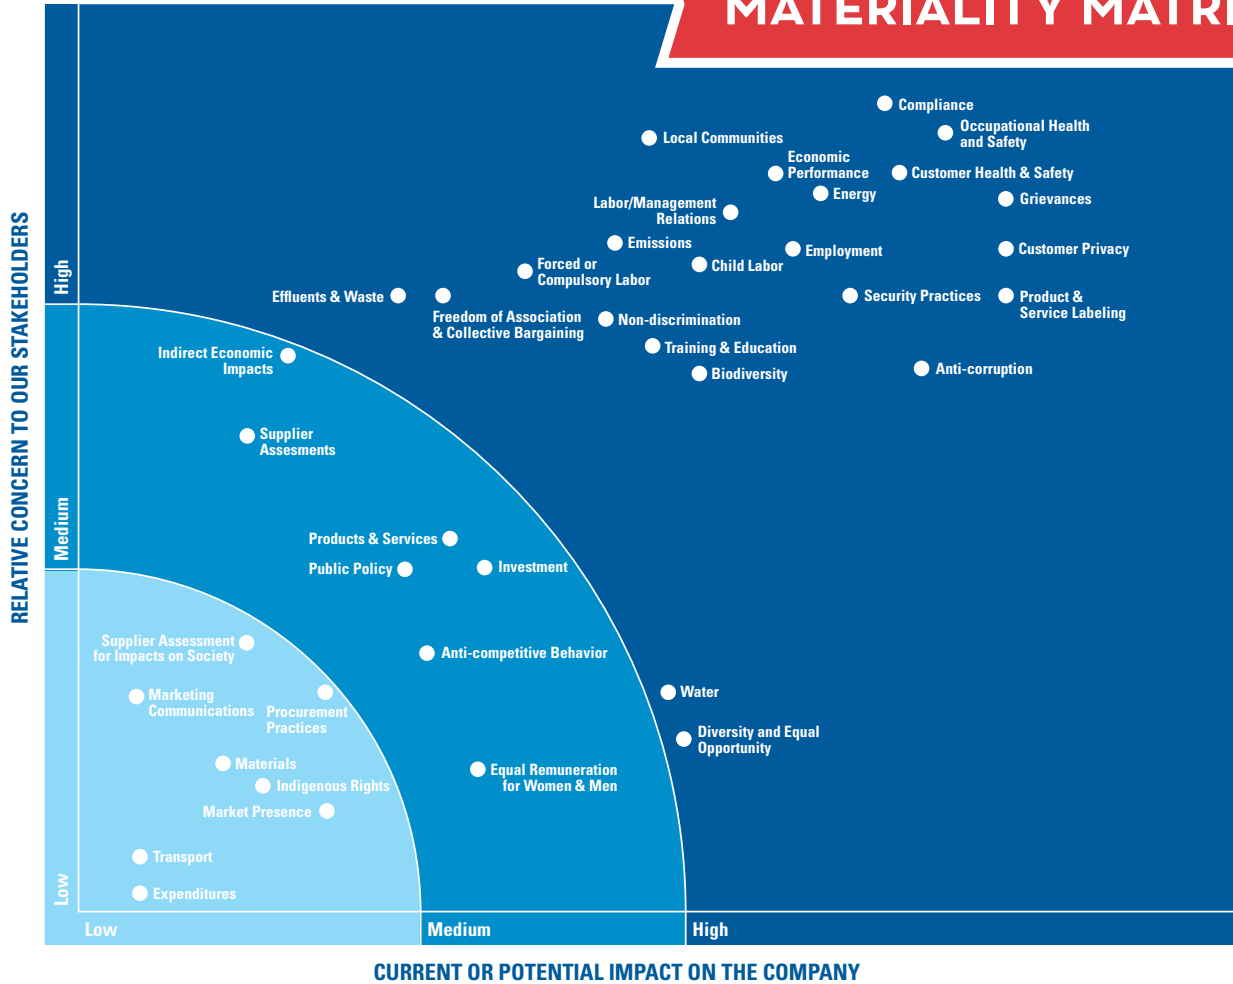 MATERIALITY MATRI
Compliance
Occupational Health
and Safety
Local Communities
Economic
Performance
Customer Health & Safety
Energy
Grievances
Labor/Management
Relations
Emissions
Employment
Customer Privacy
Forced or
Compulsory Labor
Child Labor
Effluents & Waste
Freedom of Association
& Collective Bargaining
Security Practices
Product &
Service Labeling
Non-discrimination
Training & Education
Biodiversity
Anti-corruption
Indirect Economic
Impacts
Supplier
Assesments
Products & Services
Public Policy
Investment
Supplier Assessment
for Impacts on Society
Anti-competitive Behavior
Marketing
Communications
Procurement
Practices
Water
Diversity and Equal
Opportunity
Materials
Indigenous Rights
Market Presence
Equal Remuneration
for Women & Men
Transport
Expenditures
RELATIVE CONCERN TO OUR STAKEHOLDERS
High
Medium
Low
Low
Medium
High
CURRENT OR POTENTIAL IMPACT ON THE COMPANY